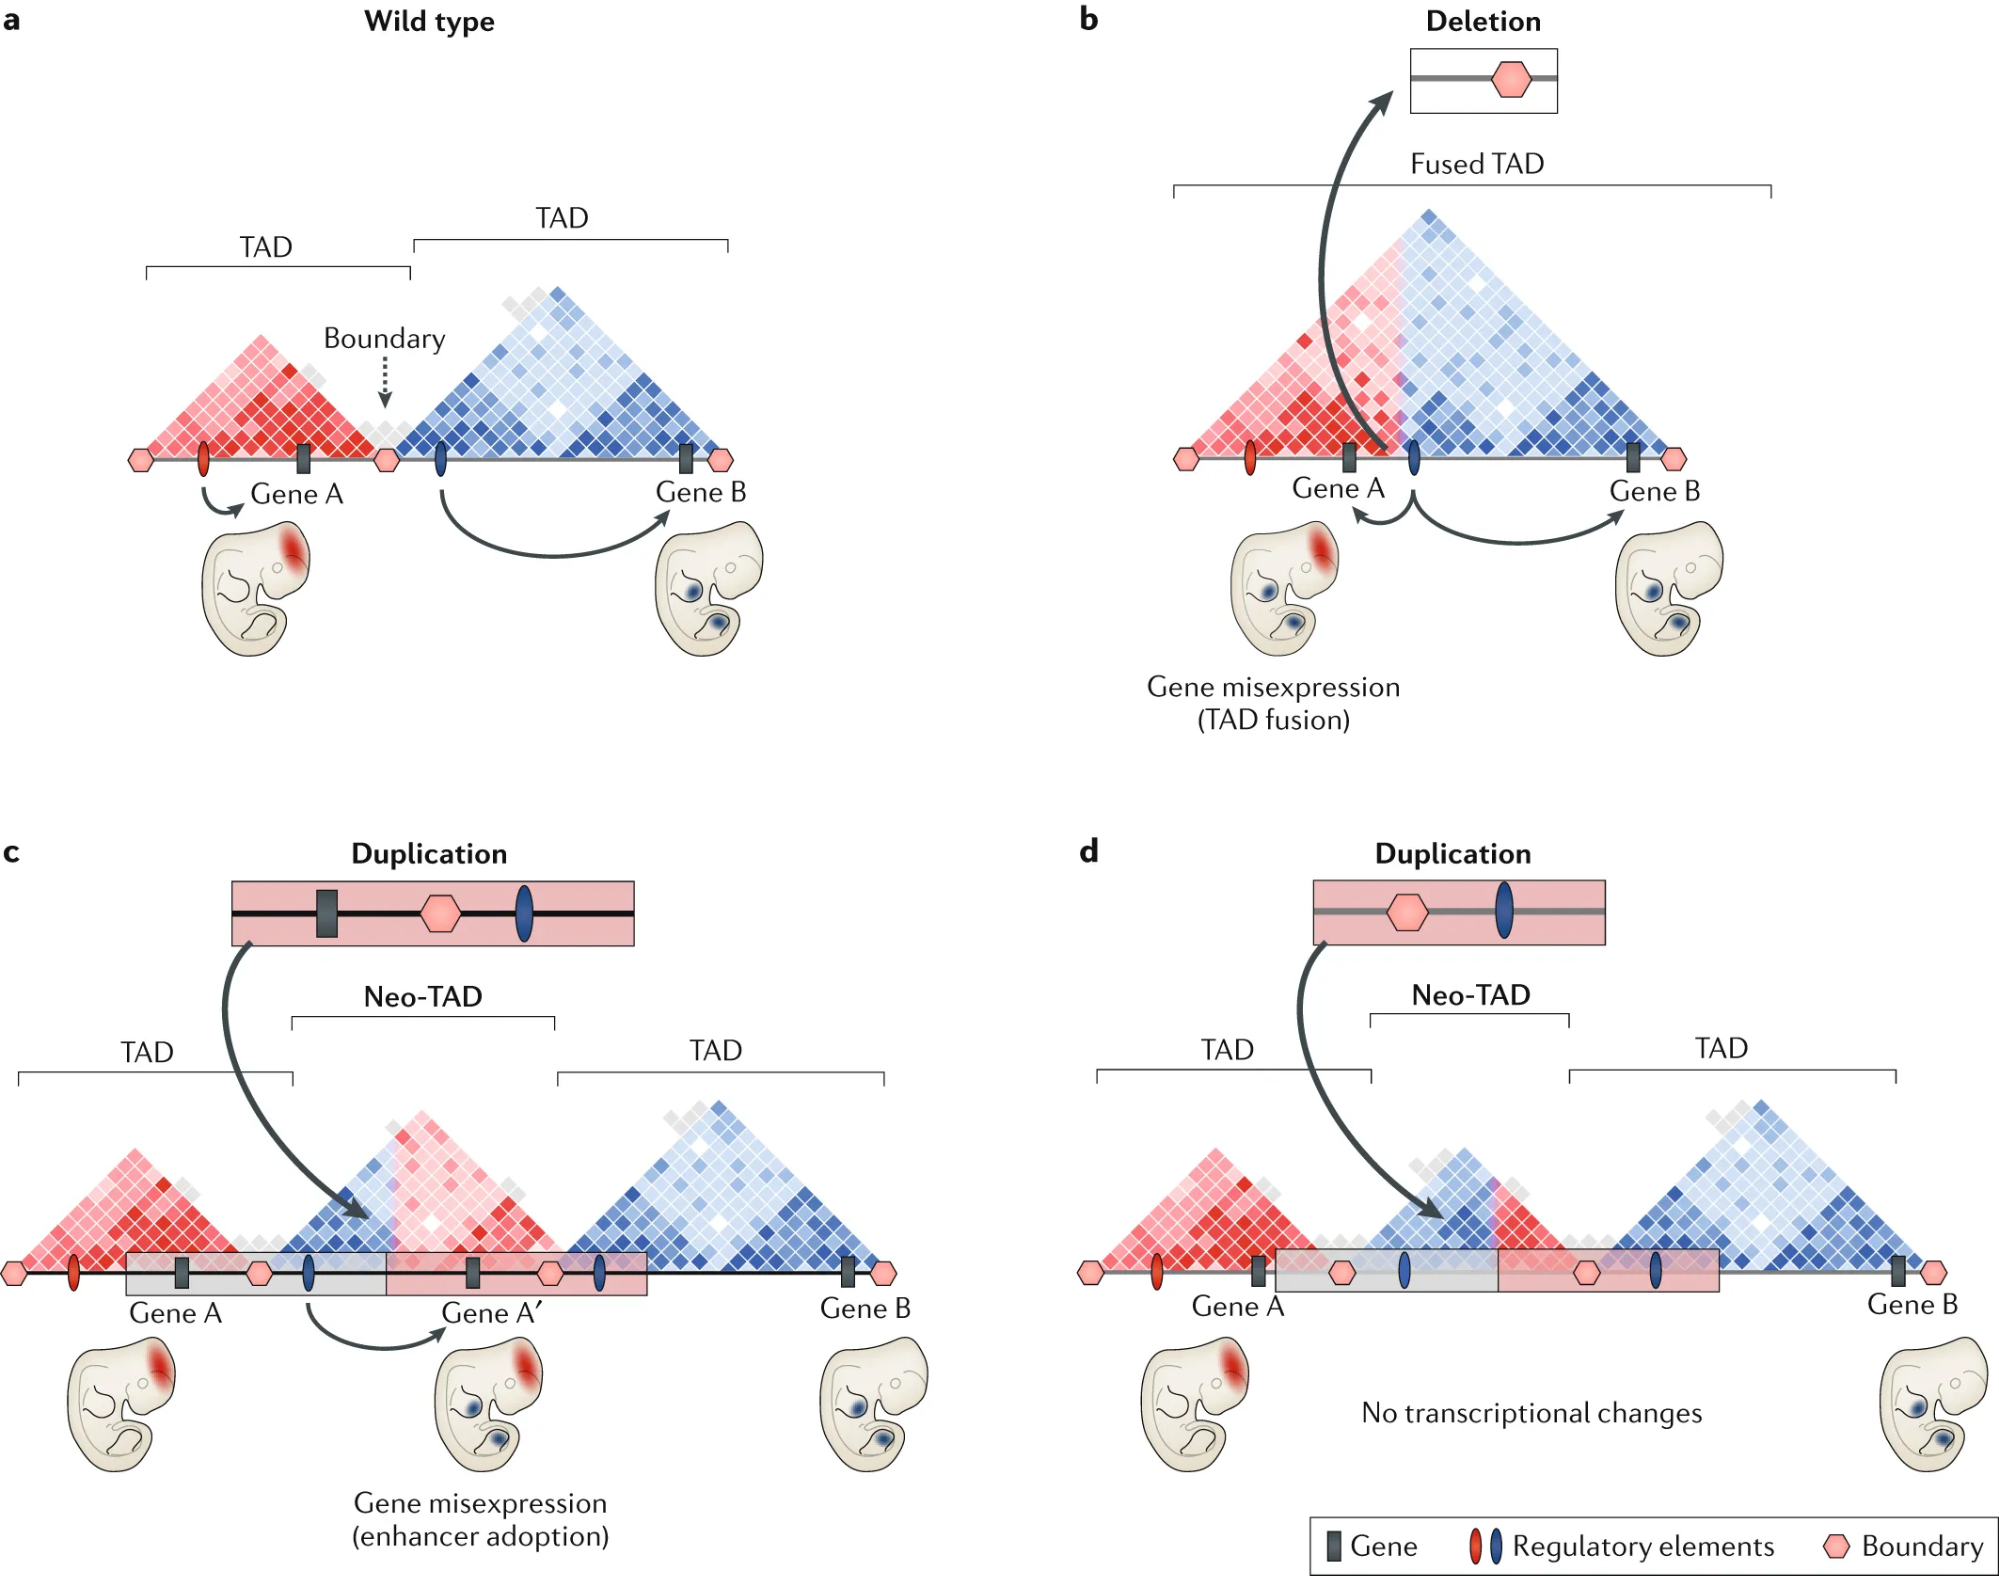 a
Wild type
TAD
TAD
Boundary
Gene A
Gene B
b
Deletion
Fused TAD
Gene A
Gene B
Gene misexpression
(TAD fusion)
c
Duplication
Neo-TAD
TAD
TAD
Gene A
Gene A′
Gene B
Gene misexpression
(enhancer adoption)
d
Duplication
Neo-TAD
TAD
TAD
Gene A
Gene B
No transcriptional changes
Gene
Regulatory elements
Boundary